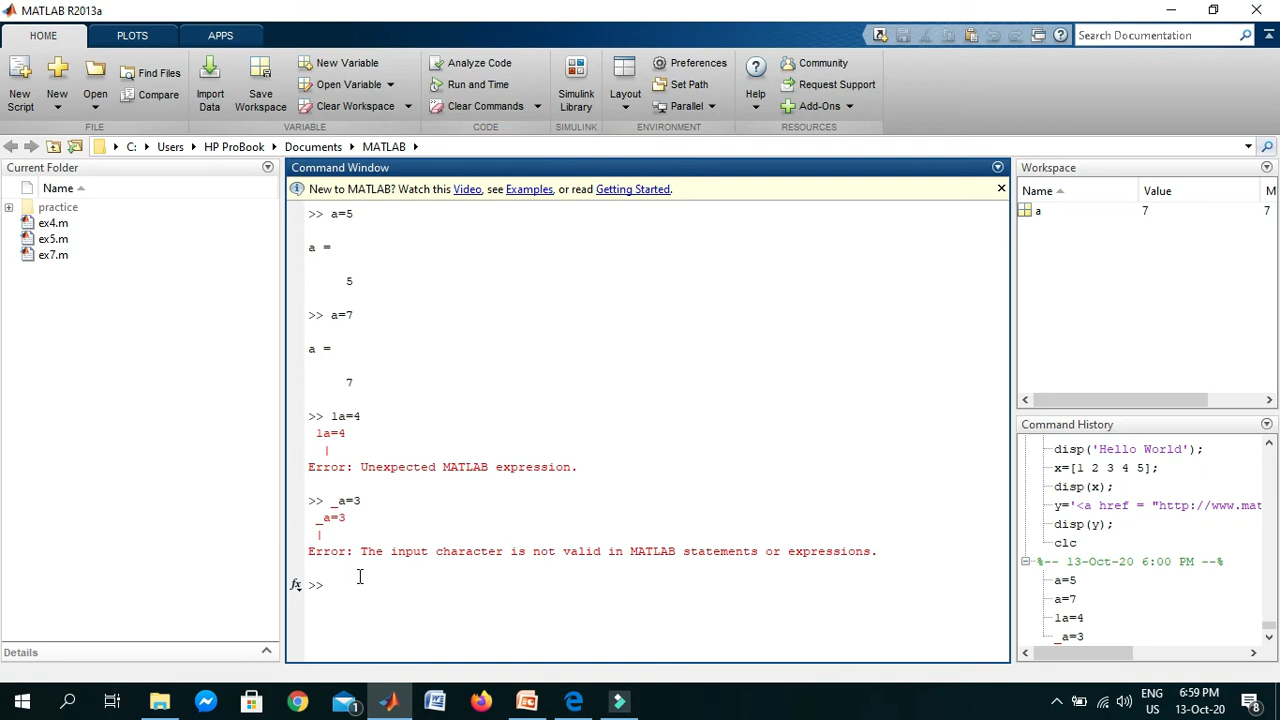 MATLAB R2013a
HOME PLOTS APPS
Search Documentation
New Script
New
Open
Find Files
Compare
FILE
Import Data
Save Workspace
New Variable
Open Variable
Clear Workspace
VARIABLE
Analyze Code
Run and Time
Clear Commands
CODE
Simulink Library
SIMULINK
Layout
Preferences
Set Path
Parallel
ENVIRONMENT
Help
Community
Request Support
Add-Ons
RESOURCES
C: Users HP ProBook Documents MATLAB
Current Folder
Name
practice
ex4.m
ex5.m
ex7.m
Details
Command Window
New to MATLAB? Watch this Video, see Examples, or read Getting Started.
>> a=5
a =
5
>> a=7
a =
7
>> 1a=4
1a=4
|
Error: Unexpected MATLAB expression.
>> _a=3
_a=3
|
Error: The input character is not valid in MATLAB statements or expressions.
fx >>
Workspace
Name Value M
a 7 7
Command History
disp('Hello World');
x=[1 2 3 4 5];
disp(x);
y='<a href = "http://www.mat
disp(y);
clc
%-- 13-Oct-20 6:00 PM --%
a=5
a=7
1a=4
_a=3
1
ENG US
6:59 PM
13-Oct-20
8